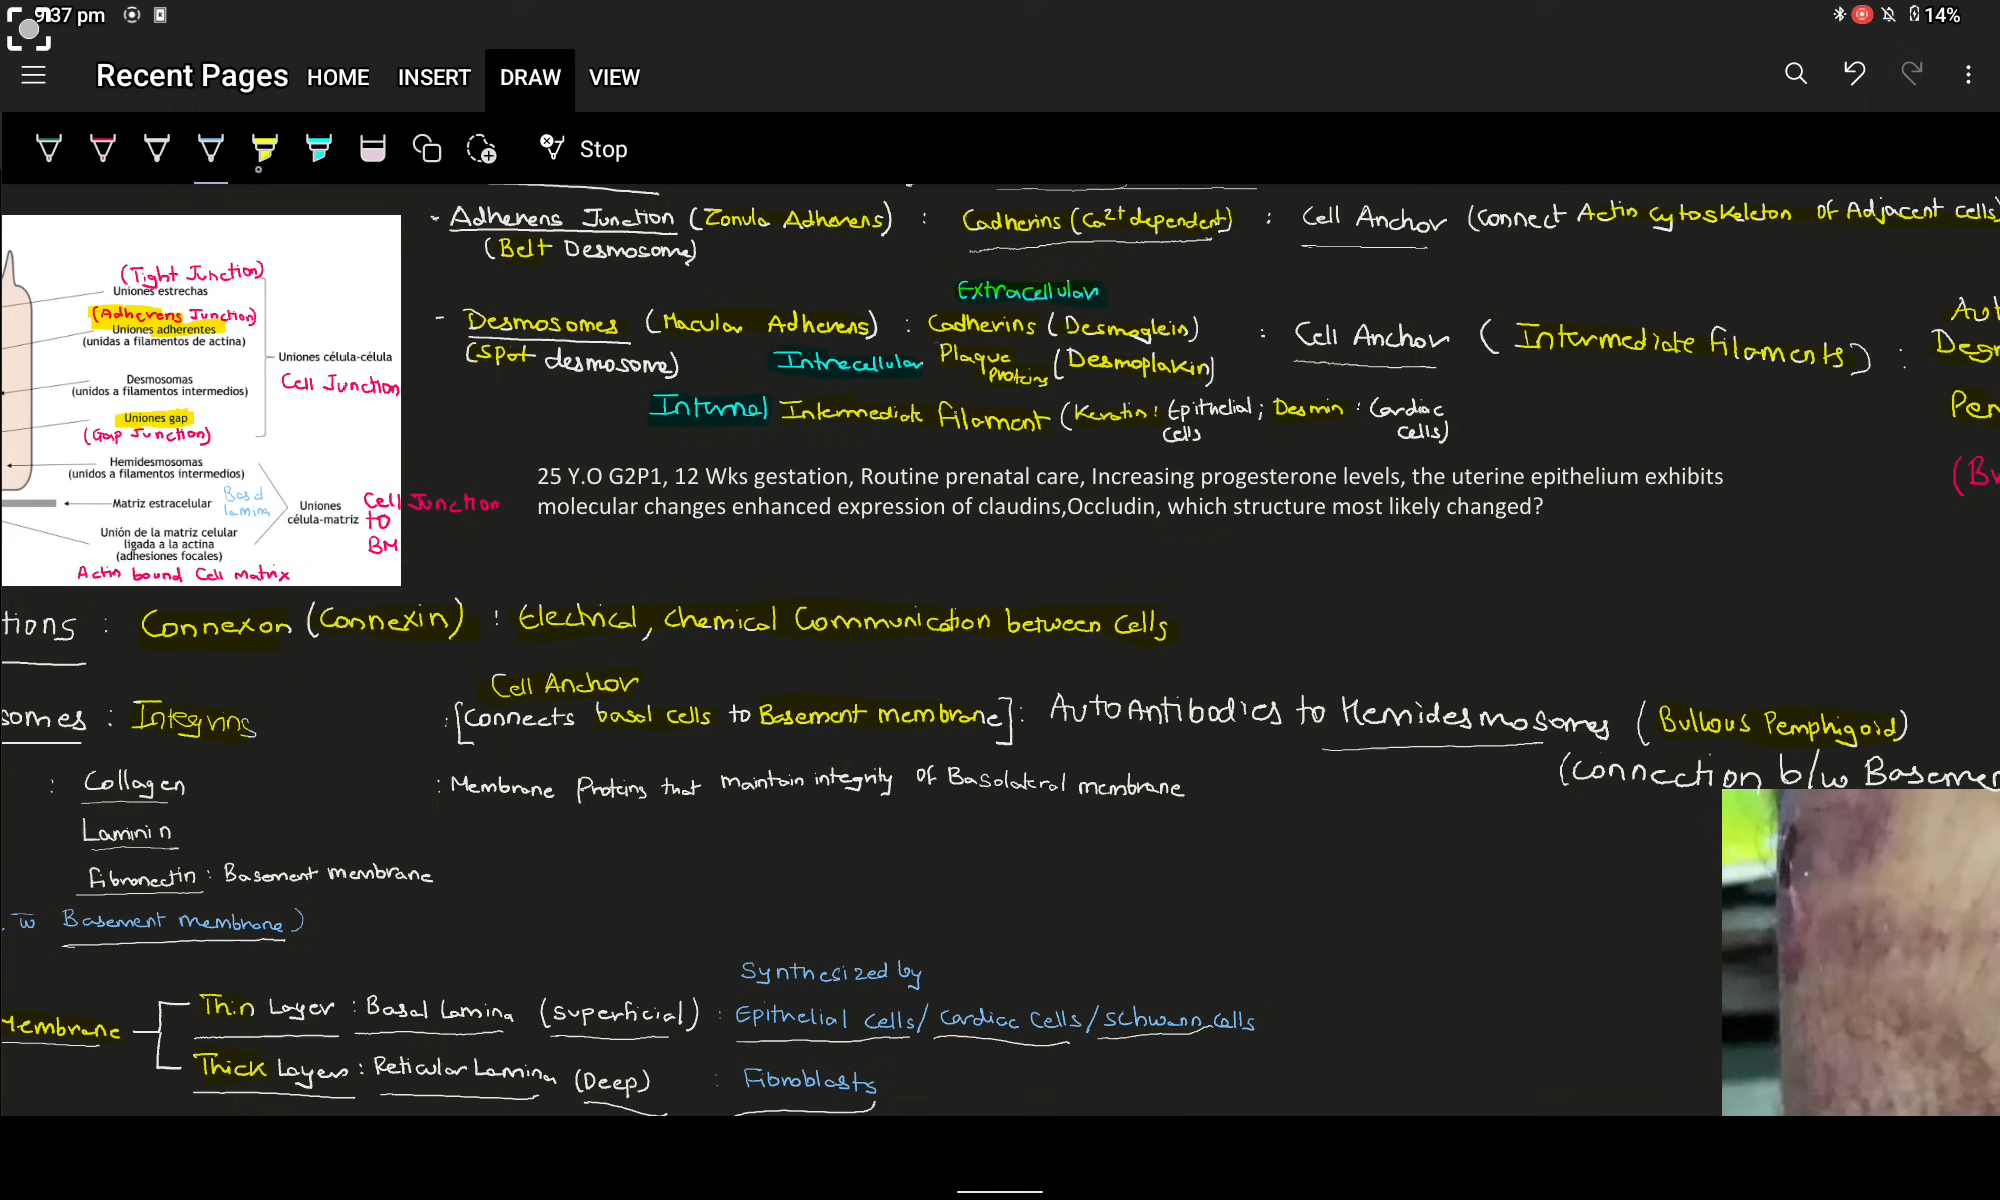 9:37 pm
14%
Recent Pages HOME INSERT DRAW VIEW
Stop
- Adherens Junction (Zonula Adherens) : Cadherins (Ca2+ dependent) : Cell Anchor (Connect Actin cytoskeleton of Adjacent cells)
(Belt Desmosome)
Extracellular
- Desmosomes (Macular Adherens) : Cadherins (Desmoglein) : Cell Anchor (Intermediate filaments) :
(Spot desmosome) Intracellular Plaque Proteins (Desmoplakin)
Internal Intermediate filament (Keratin : Epithelial cells ; Desmin : Cardiac cells)
(Tight Junction)
Uniones estrechas
(Adherens Junction)
Uniones adherentes
(unidas a filamentos de actina)
Uniones célula-célula
Cell Junction
Desmosomas
(unidos a filamentos intermedios)
Uniones gap
(Gap Junction)
Hemidesmosomas
(unidos a filamentos intermedios)
Matriz estracelular Basal lamina
Uniones
célula-matriz
Cell Junction
to
BM
Unión de la matriz celular
ligada a la actina
(adhesiones focales)
Actin bound Cell matrix
25 Y.O G2P1, 12 Wks gestation, Routine prenatal care, Increasing progesterone levels, the uterine epithelium exhibits
molecular changes enhanced expression of claudins,Occludin, which structure most likely changed?
tions : Connexon (Connexin) : Electrical, Chemical Communication between cells
Cell Anchor
somes : Integrins : [Connects basal cells to Basement membrane] : AutoAntibodies to Hemidesmosomes (Bullous Pemphigoid)
(Connection b/w Basemen
: Collagen : Membrane Proteins that maintain integrity of Basolateral membrane
Laminin
Fibronectin : Basement membrane
w Basement membrane)
Synthesized by
Membrane Thin Layer : Basal Lamina (superficial) : Epithelial cells/ cardiac cells/ schwann cells
Thick Layers : Reticular Lamina (Deep) : Fibroblasts